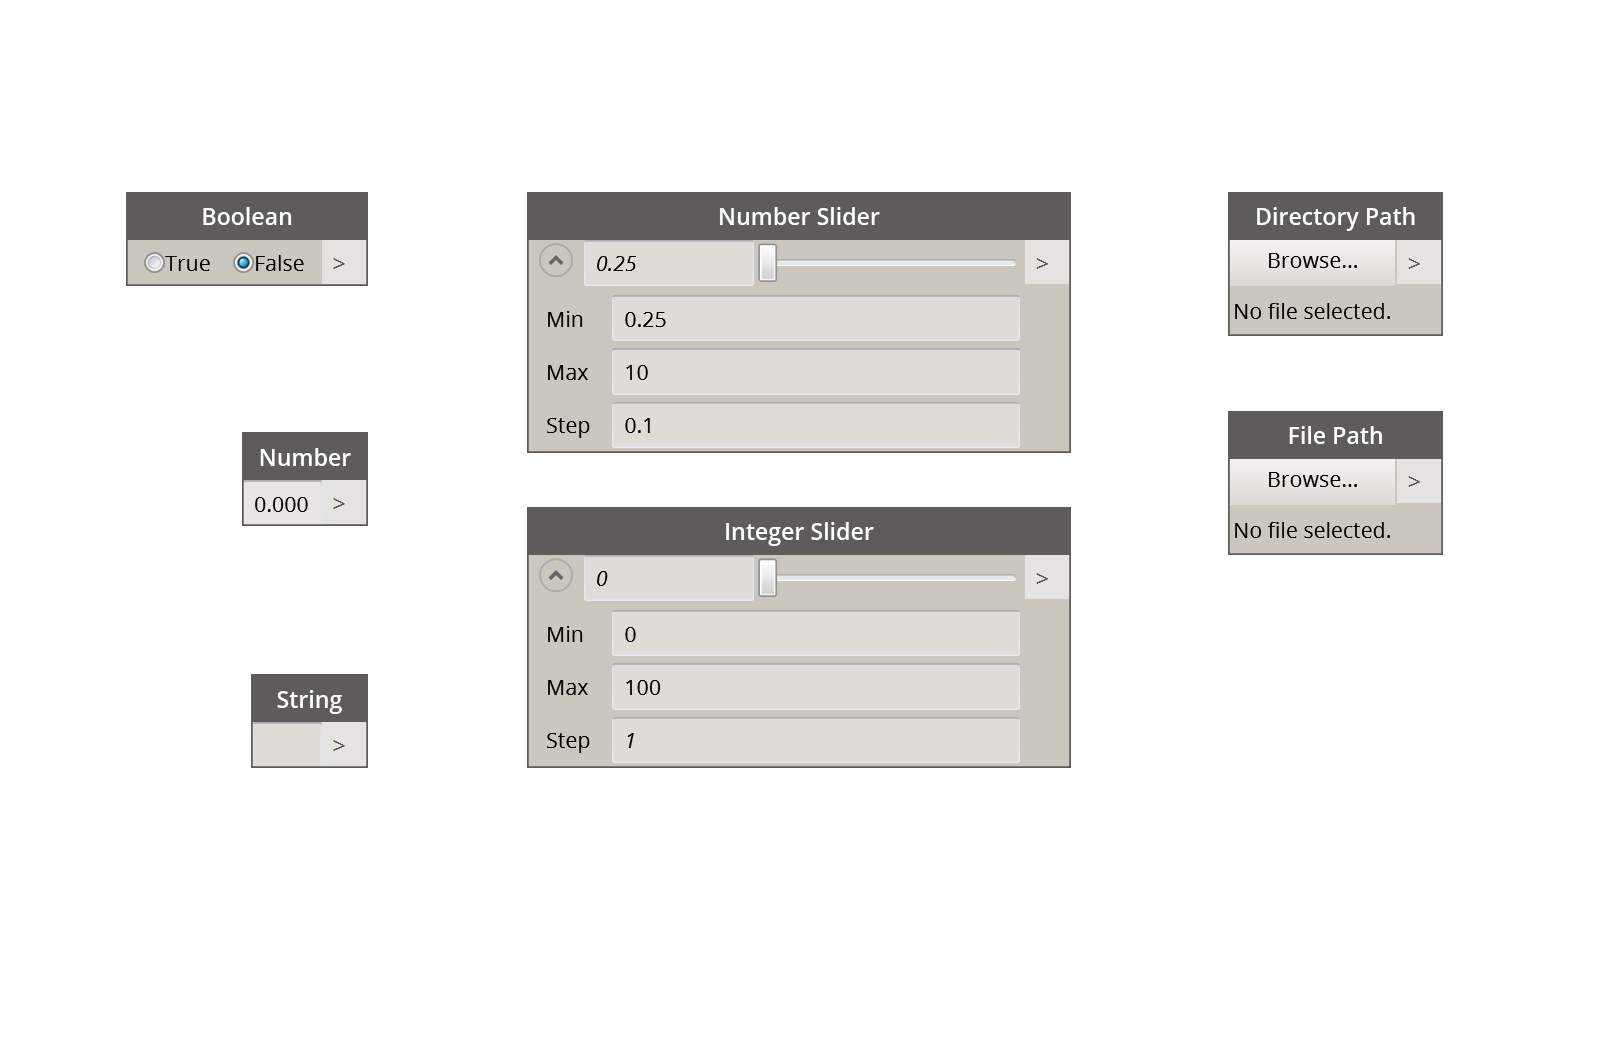 Boolean
True False >
Number
0.000 >
String
>
Number Slider
0.25 >
Min 0.25
Max 10
Step 0.1
Integer Slider
0 >
Min 0
Max 100
Step 1
Directory Path
Browse... >
No file selected.
File Path
Browse... >
No file selected.